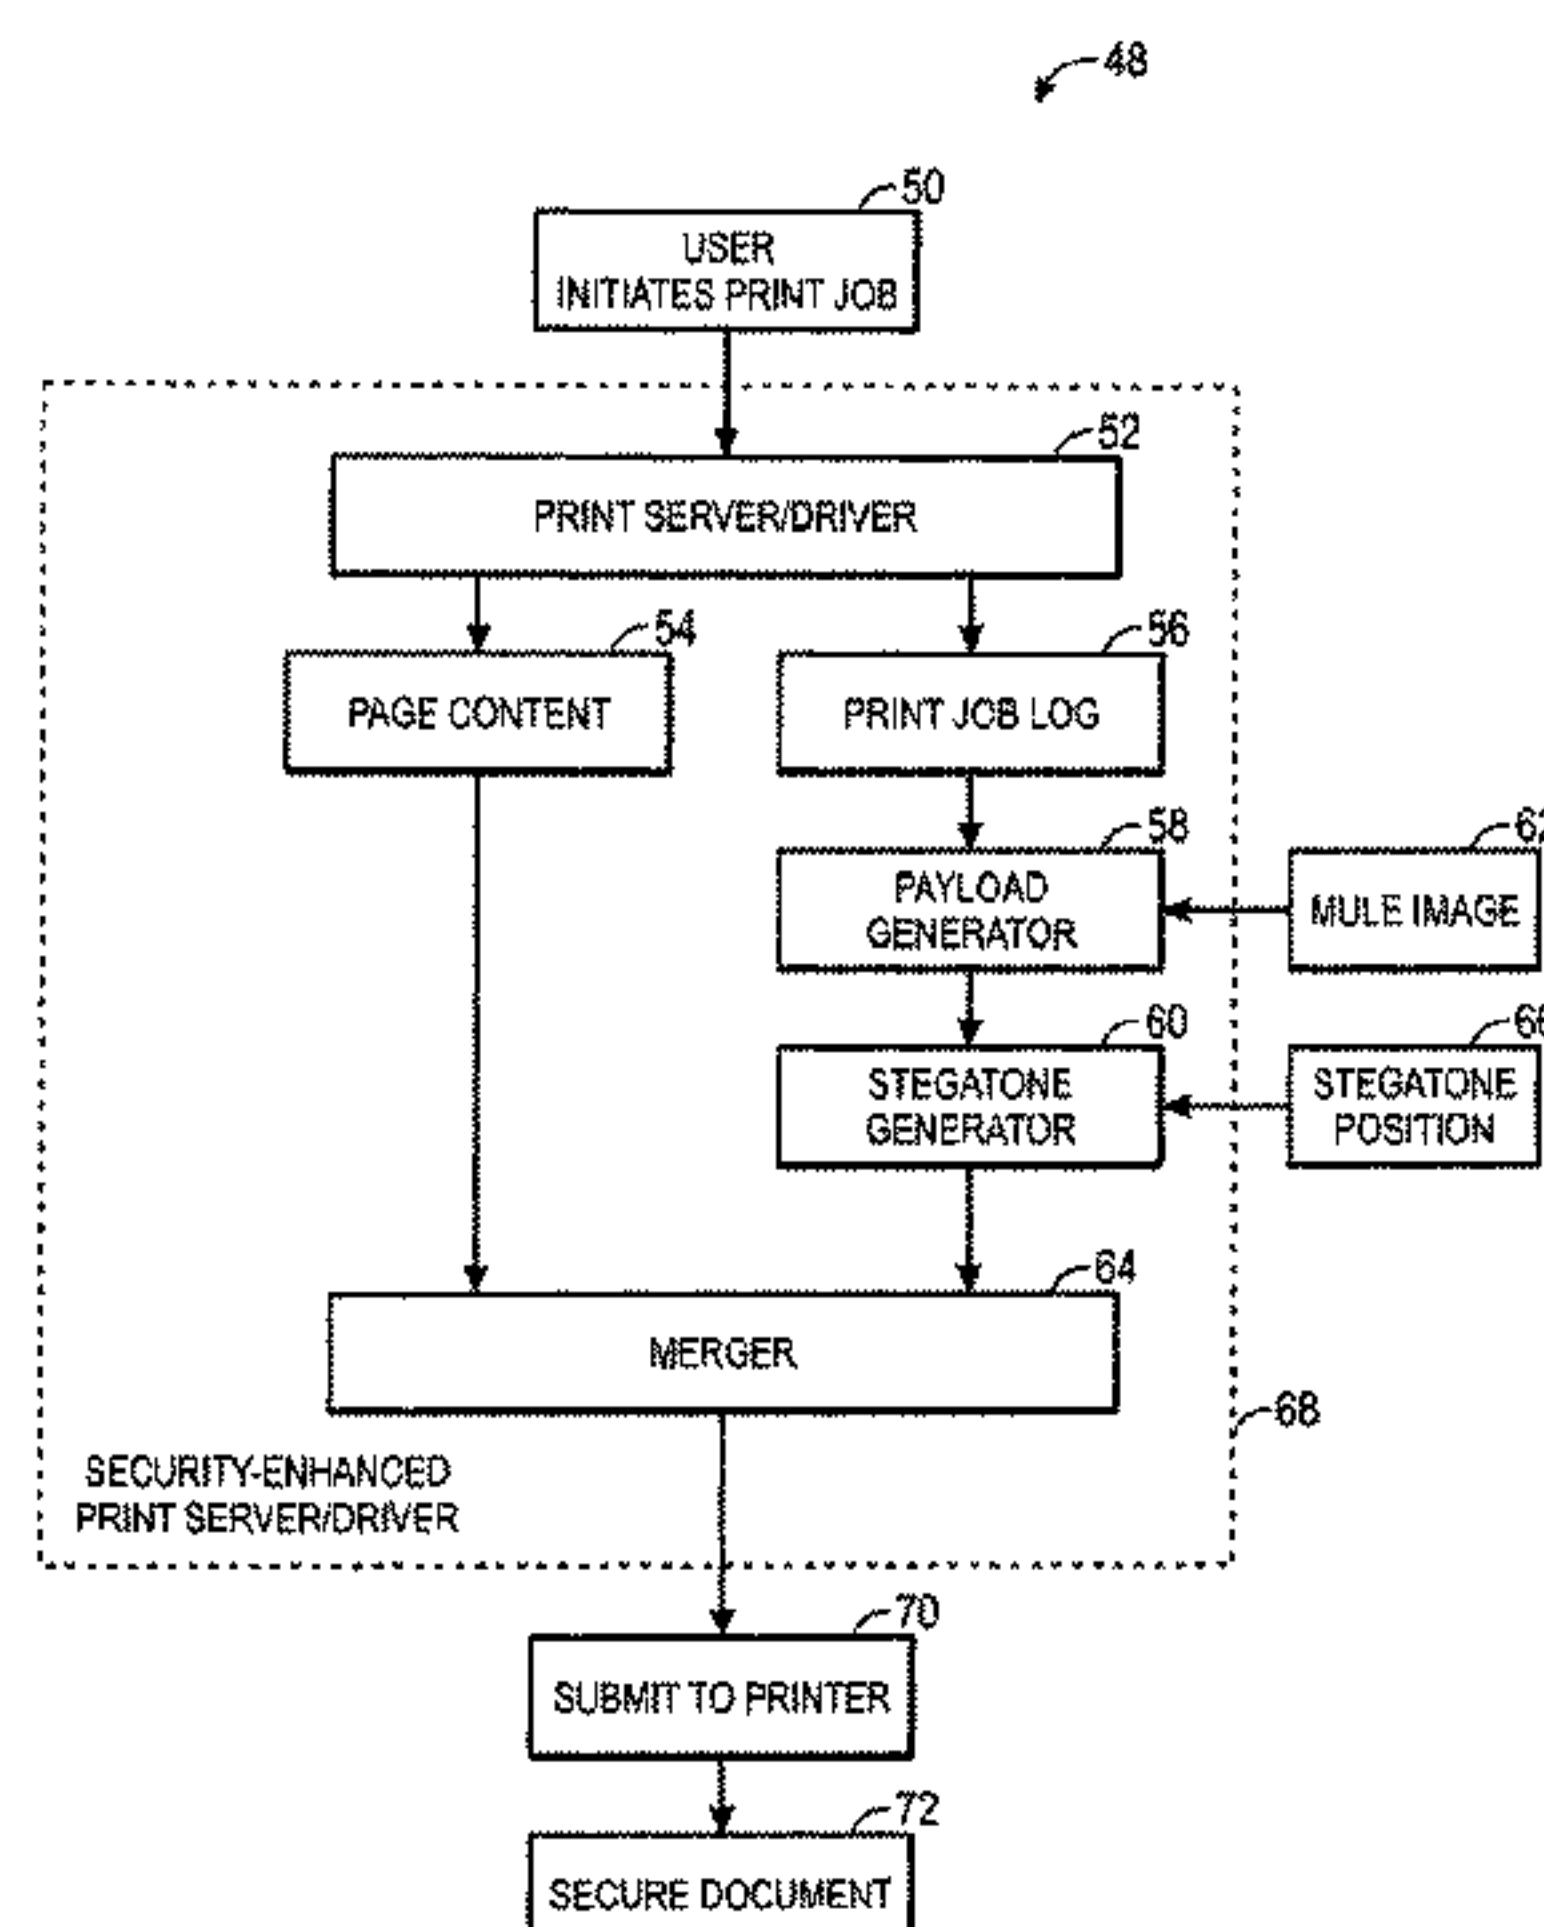 48
50
USER
INITIATES PRINT JOB
52
PRINT SERVER/DRIVER
54
56
PAGE CONTENT
PRINT JOB LOG
58
PAYLOAD
GENERATOR
MULE IMAGE
60
STEGATONE
GENERATOR
STEGATONE
POSITION
64
MERGER
68
SECURITY-ENHANCED
PRINT SERVER/DRIVER
70
SUBMIT TO PRINTER
72
SECURE DOCUMENT